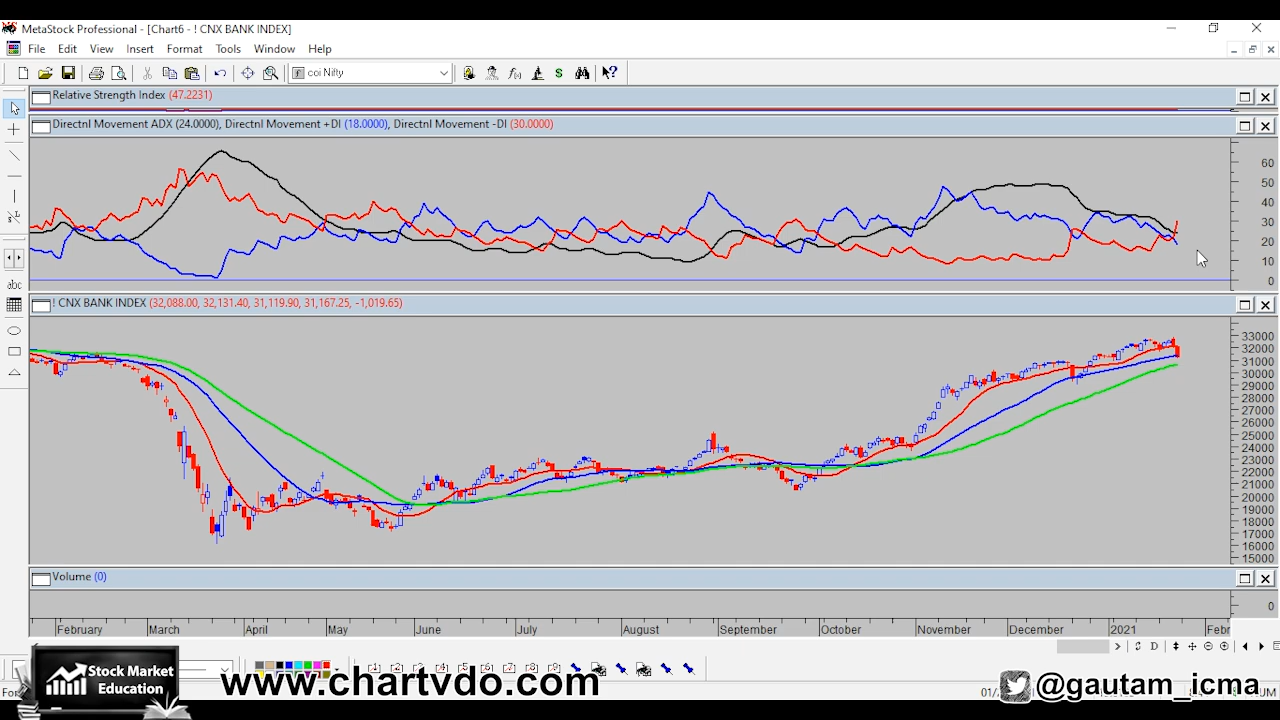 MetaStock Professional - [Chart6 - ! CNX BANK INDEX]
File Edit View Insert Format Tools Window Help
coi Nifty
Relative Strength Index (47.2231)
Directnl Movement ADX (24.0000), Directnl Movement +DI (18.0000), Directnl Movement -DI (30.0000)
60
50
40
30
20
10
0
abc
! CNX BANK INDEX (32,088.00, 32,131.40, 31,119.90, 31,167.25, -1,019.65)
33000
32000
31000
30000
29000
28000
27000
26000
25000
24000
23000
22000
21000
20000
19000
18000
17000
16000
15000
Volume (0)
0
February March April May June July August September October November December 2021 Febr
Stock Market
Education
www.chartvdo.com
@gautam_icma